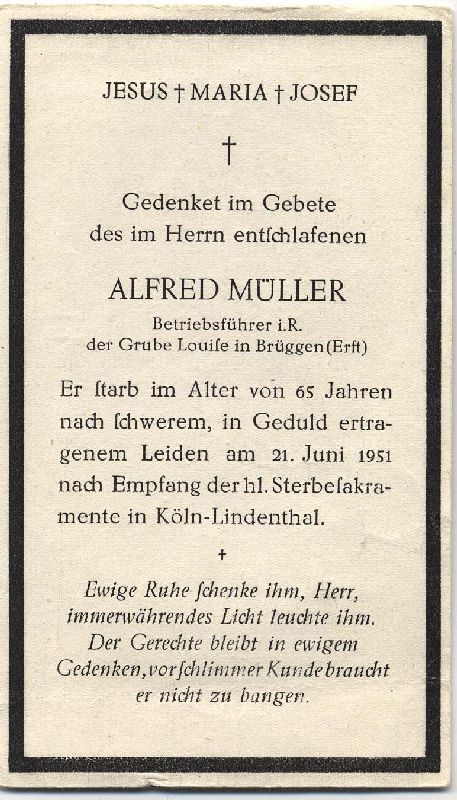 JESUS † MARIA † JOSEF
†
Gedenket im Gebete
des im Herrn entſchlafenen
ALFRED MÜLLER
Betriebsführer i.R.
der Grube Louiſe in Brüggen (Erft)
Er ſtarb im Alter von 65 Jahren
nach ſchwerem, in Geduld ertra-
genem Leiden am 21. Juni 1951
nach Empfang der hl. Sterbeſakra-
mente in Köln-Lindenthal.
†
Ewige Ruhe ſchenke ihm, Herr,
immerwährendes Licht leuchte ihm.
Der Gerechte bleibt in ewigem
Gedenken, vor ſchlimmer Kunde braucht
er nicht zu bangen.